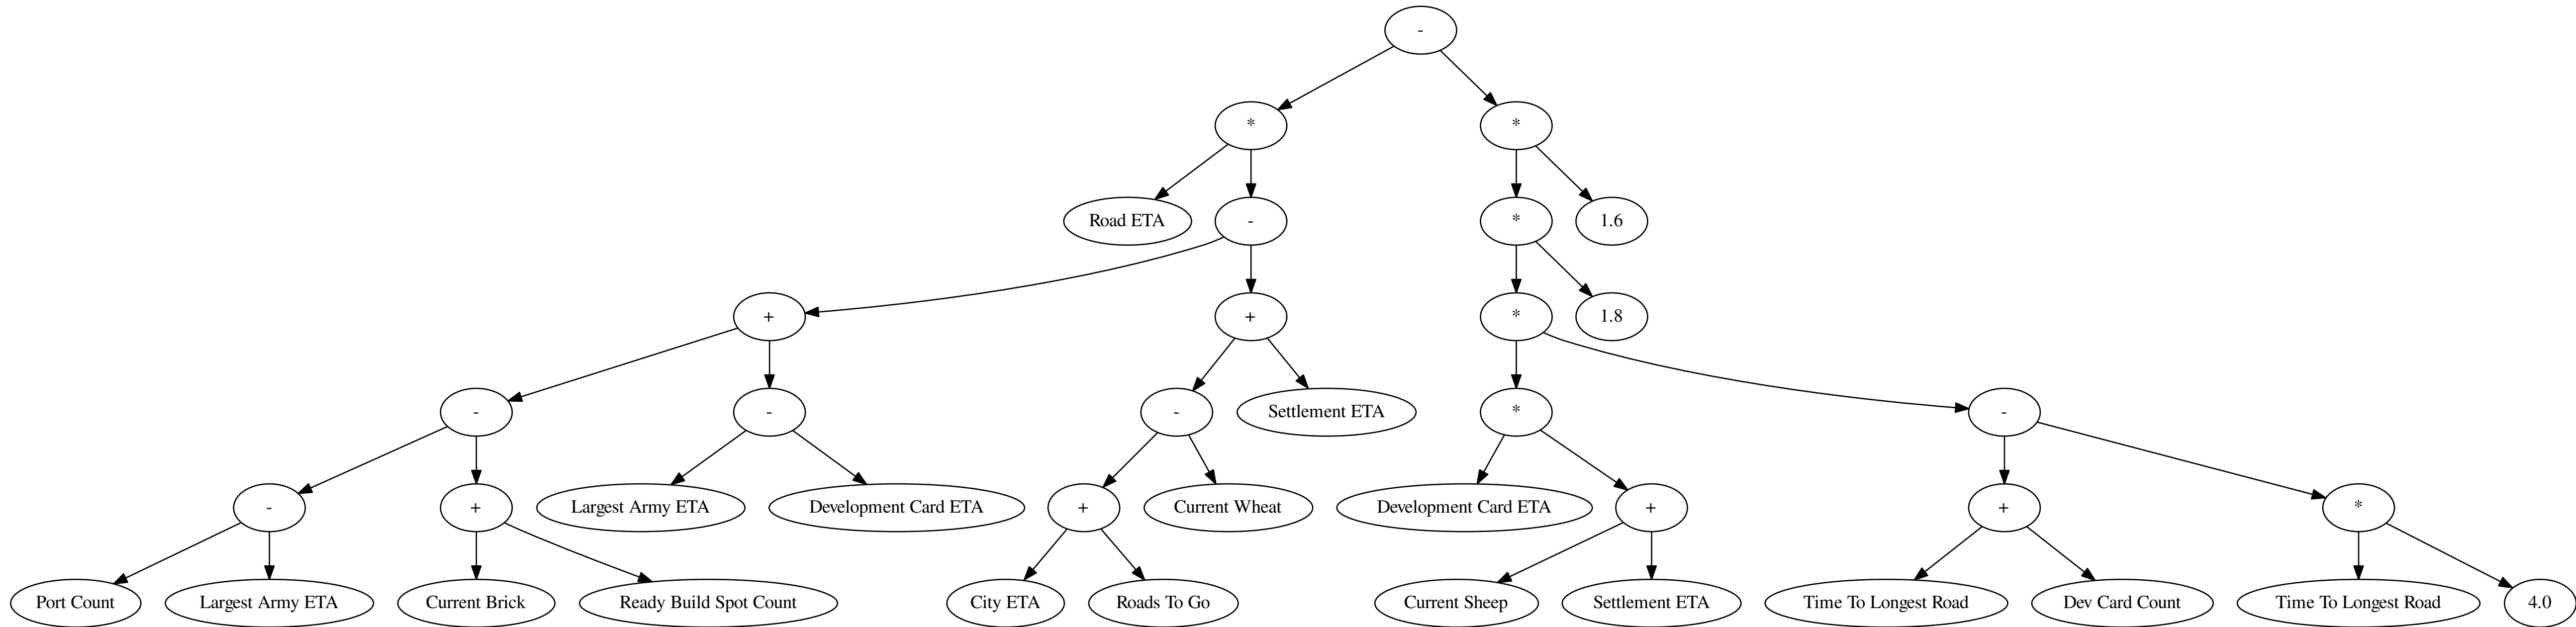 -
* *
Road ETA - * 1.6
+ + * 1.8
- - - Settlement ETA * -
- + Largest Army ETA Development Card ETA + Current Wheat Development Card ETA + + *
Port Count Largest Army ETA Current Brick Ready Build Spot Count City ETA Roads To Go Current Sheep Settlement ETA Time To Longest Road Dev Card Count Time To Longest Road 4.0